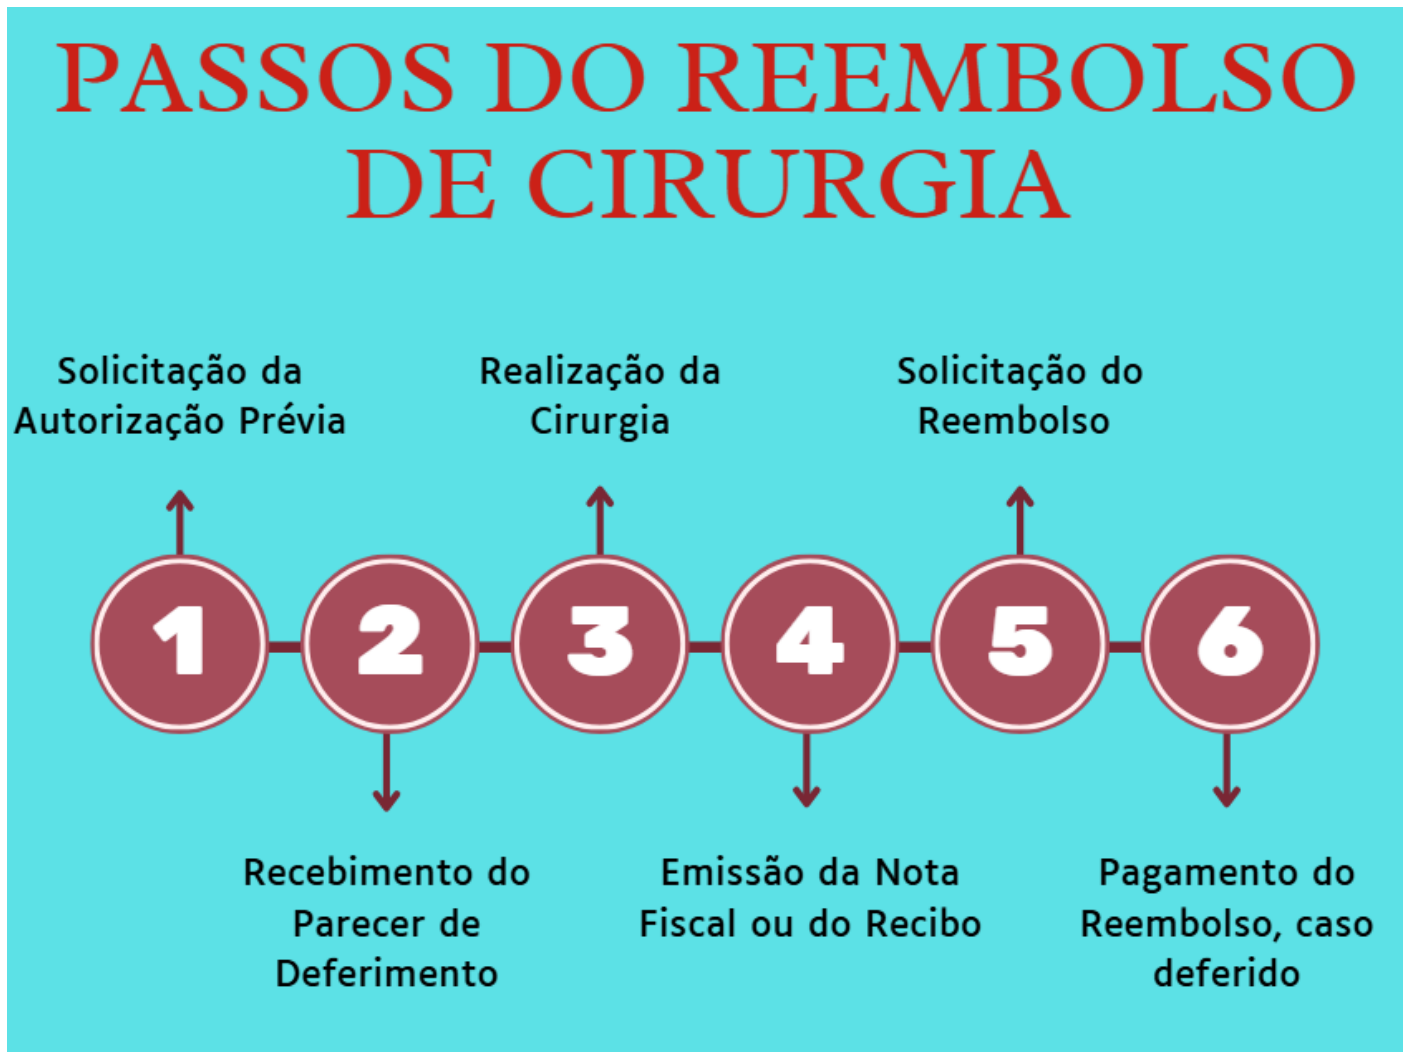 PASSOS DO REEMBOLSO
DE CIRURGIA
Solicitação da
Autorização Prévia
Realização da
Cirurgia
Solicitação do
Reembolso
1
2
3
4
5
6
Recebimento do
Parecer de
Deferimento
Emissão da Nota
Fiscal ou do Recibo
Pagamento do
Reembolso, caso
deferido